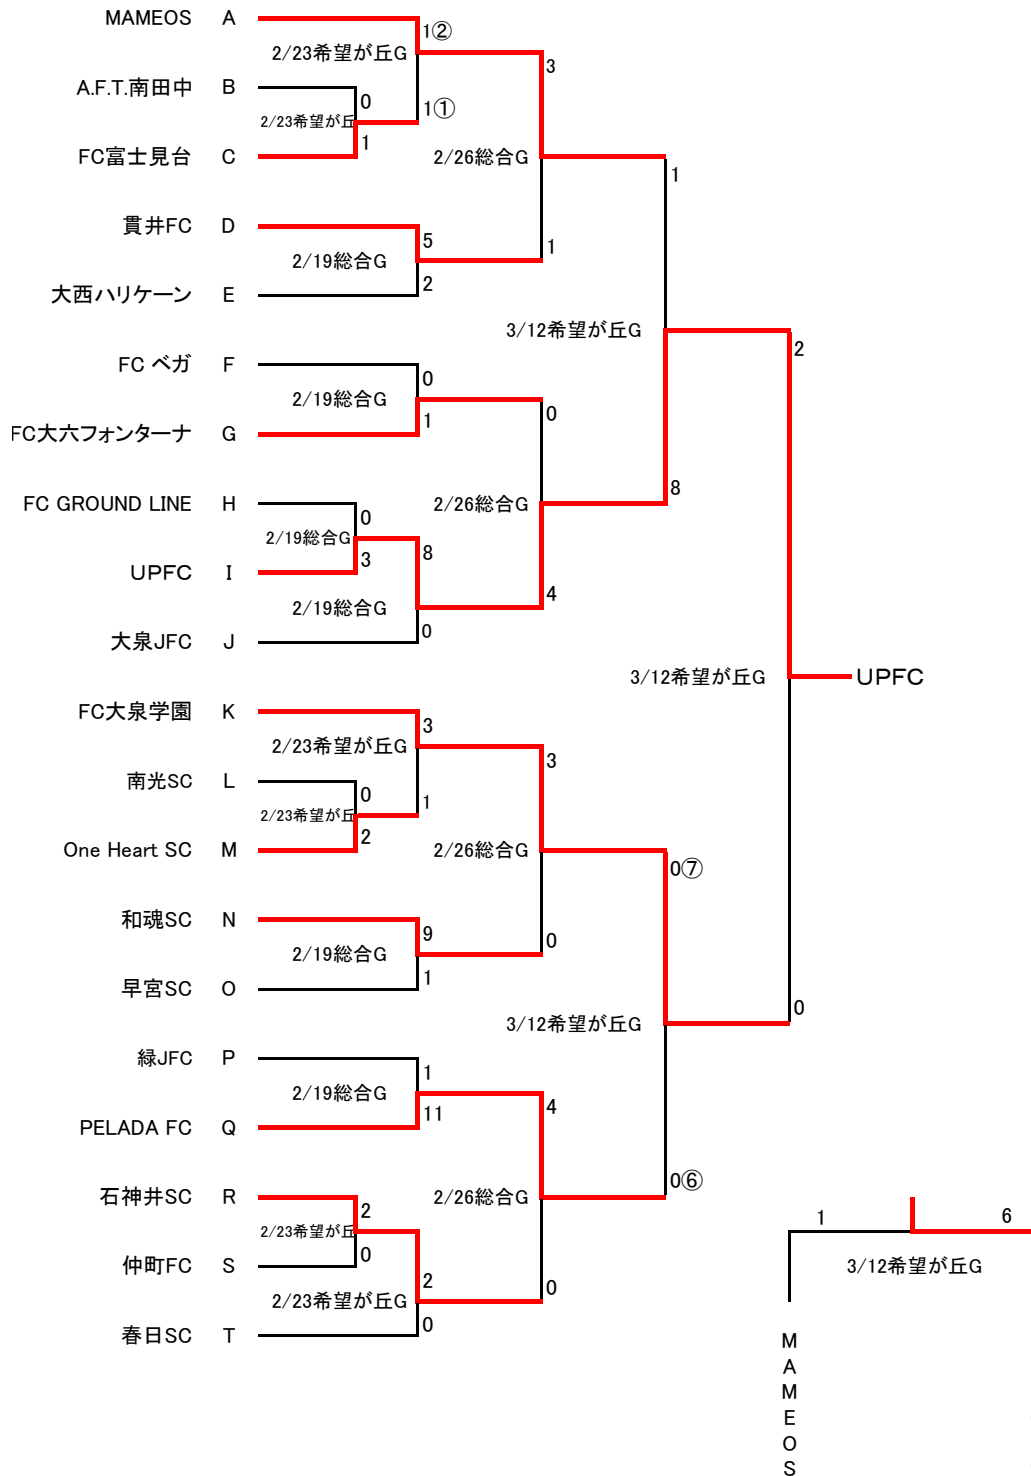 MAMEOS A
1②
2/23希望が丘G
3
A.F.T.南田中 B
0
1①
2/23希望が丘
1
FC富士見台 C
2/26総合G
1
貫井FC D
5
1
2/19総合G
2
大西ハリケーン E
3/12希望が丘G
2
FC ベガ F
0
2/19総合G
0
1
FC大六フォンターナ G
8
FC GROUND LINE H
2/26総合G
0
2/19総合G
8
3
UPFC I
4
2/19総合G
0
大泉JFC J
3/12希望が丘G
UPFC
FC大泉学園 K
3
2/23希望が丘G
3
南光SC L
0
1
2/23希望が丘
2
One Heart SC M
2/26総合G
0⑦
和魂SC N
9
0
2/19総合G
1
早宮SC O
0
3/12希望が丘G
緑JFC P
1
2/19総合G
4
11
PELADA FC Q
0⑥
石神井SC R
2/26総合G
2
1
6
2/23希望が丘
0
仲町FC S
3/12希望が丘G
2
0
2/23希望が丘G
0
春日SC T
M
A
M
E
O
S